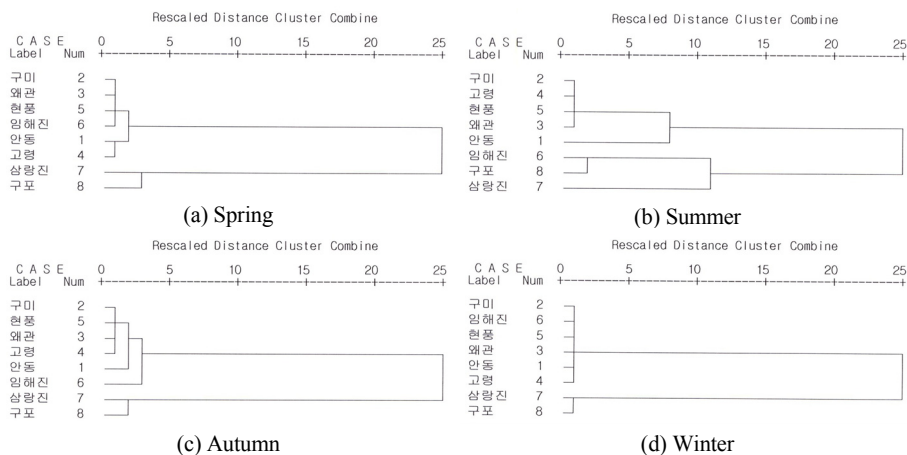 Rescaled Distance Cluster Combine
C A S E 0 5 10 15 20 25
Label Num
구미 2
왜관 3
현풍 5
임해진 6
안동 1
고령 4
삼랑진 7
구포 8
(a) Spring
Rescaled Distance Cluster Combine
C A S E 0 5 10 15 20 25
Label Num
구미 2
고령 4
현풍 5
왜관 3
안동 1
임해진 6
구포 8
삼랑진 7
(b) Summer
Rescaled Distance Cluster Combine
C A S E 0 5 10 15 20 25
Label Num
구미 2
현풍 5
왜관 3
고령 4
안동 1
임해진 6
삼랑진 7
구포 8
(c) Autumn
Rescaled Distance Cluster Combine
C A S E 0 5 10 15 20 25
Label Num
구미 2
임해진 6
현풍 5
왜관 3
안동 1
고령 4
삼랑진 7
구포 8
(d) Winter